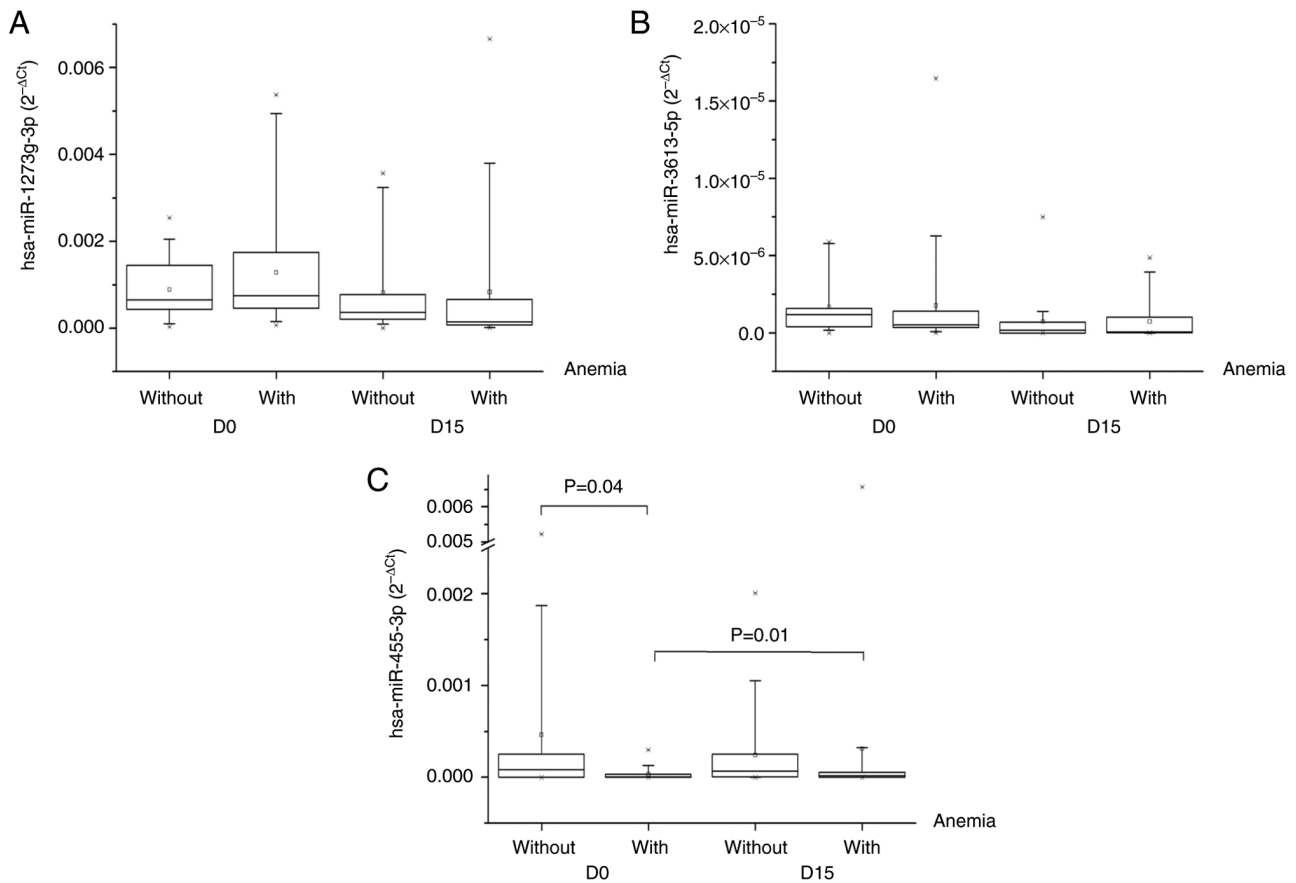 A
hsa-miR-1273g-3p (2^−ΔCt)
0.006
0.004
0.002
0.000
Anemia
Without With Without With
D0 D15
B
hsa-miR-3613-5p (2^−ΔCt)
2.0×10^−5
1.5×10^−5
1.0×10^−5
5.0×10^−6
0.0
Anemia
Without With Without With
D0 D15
C
hsa-miR-455-3p (2^−ΔCt)
0.006
0.005
0.002
0.001
0.000
P=0.04
P=0.01
Anemia
Without With Without With
D0 D15